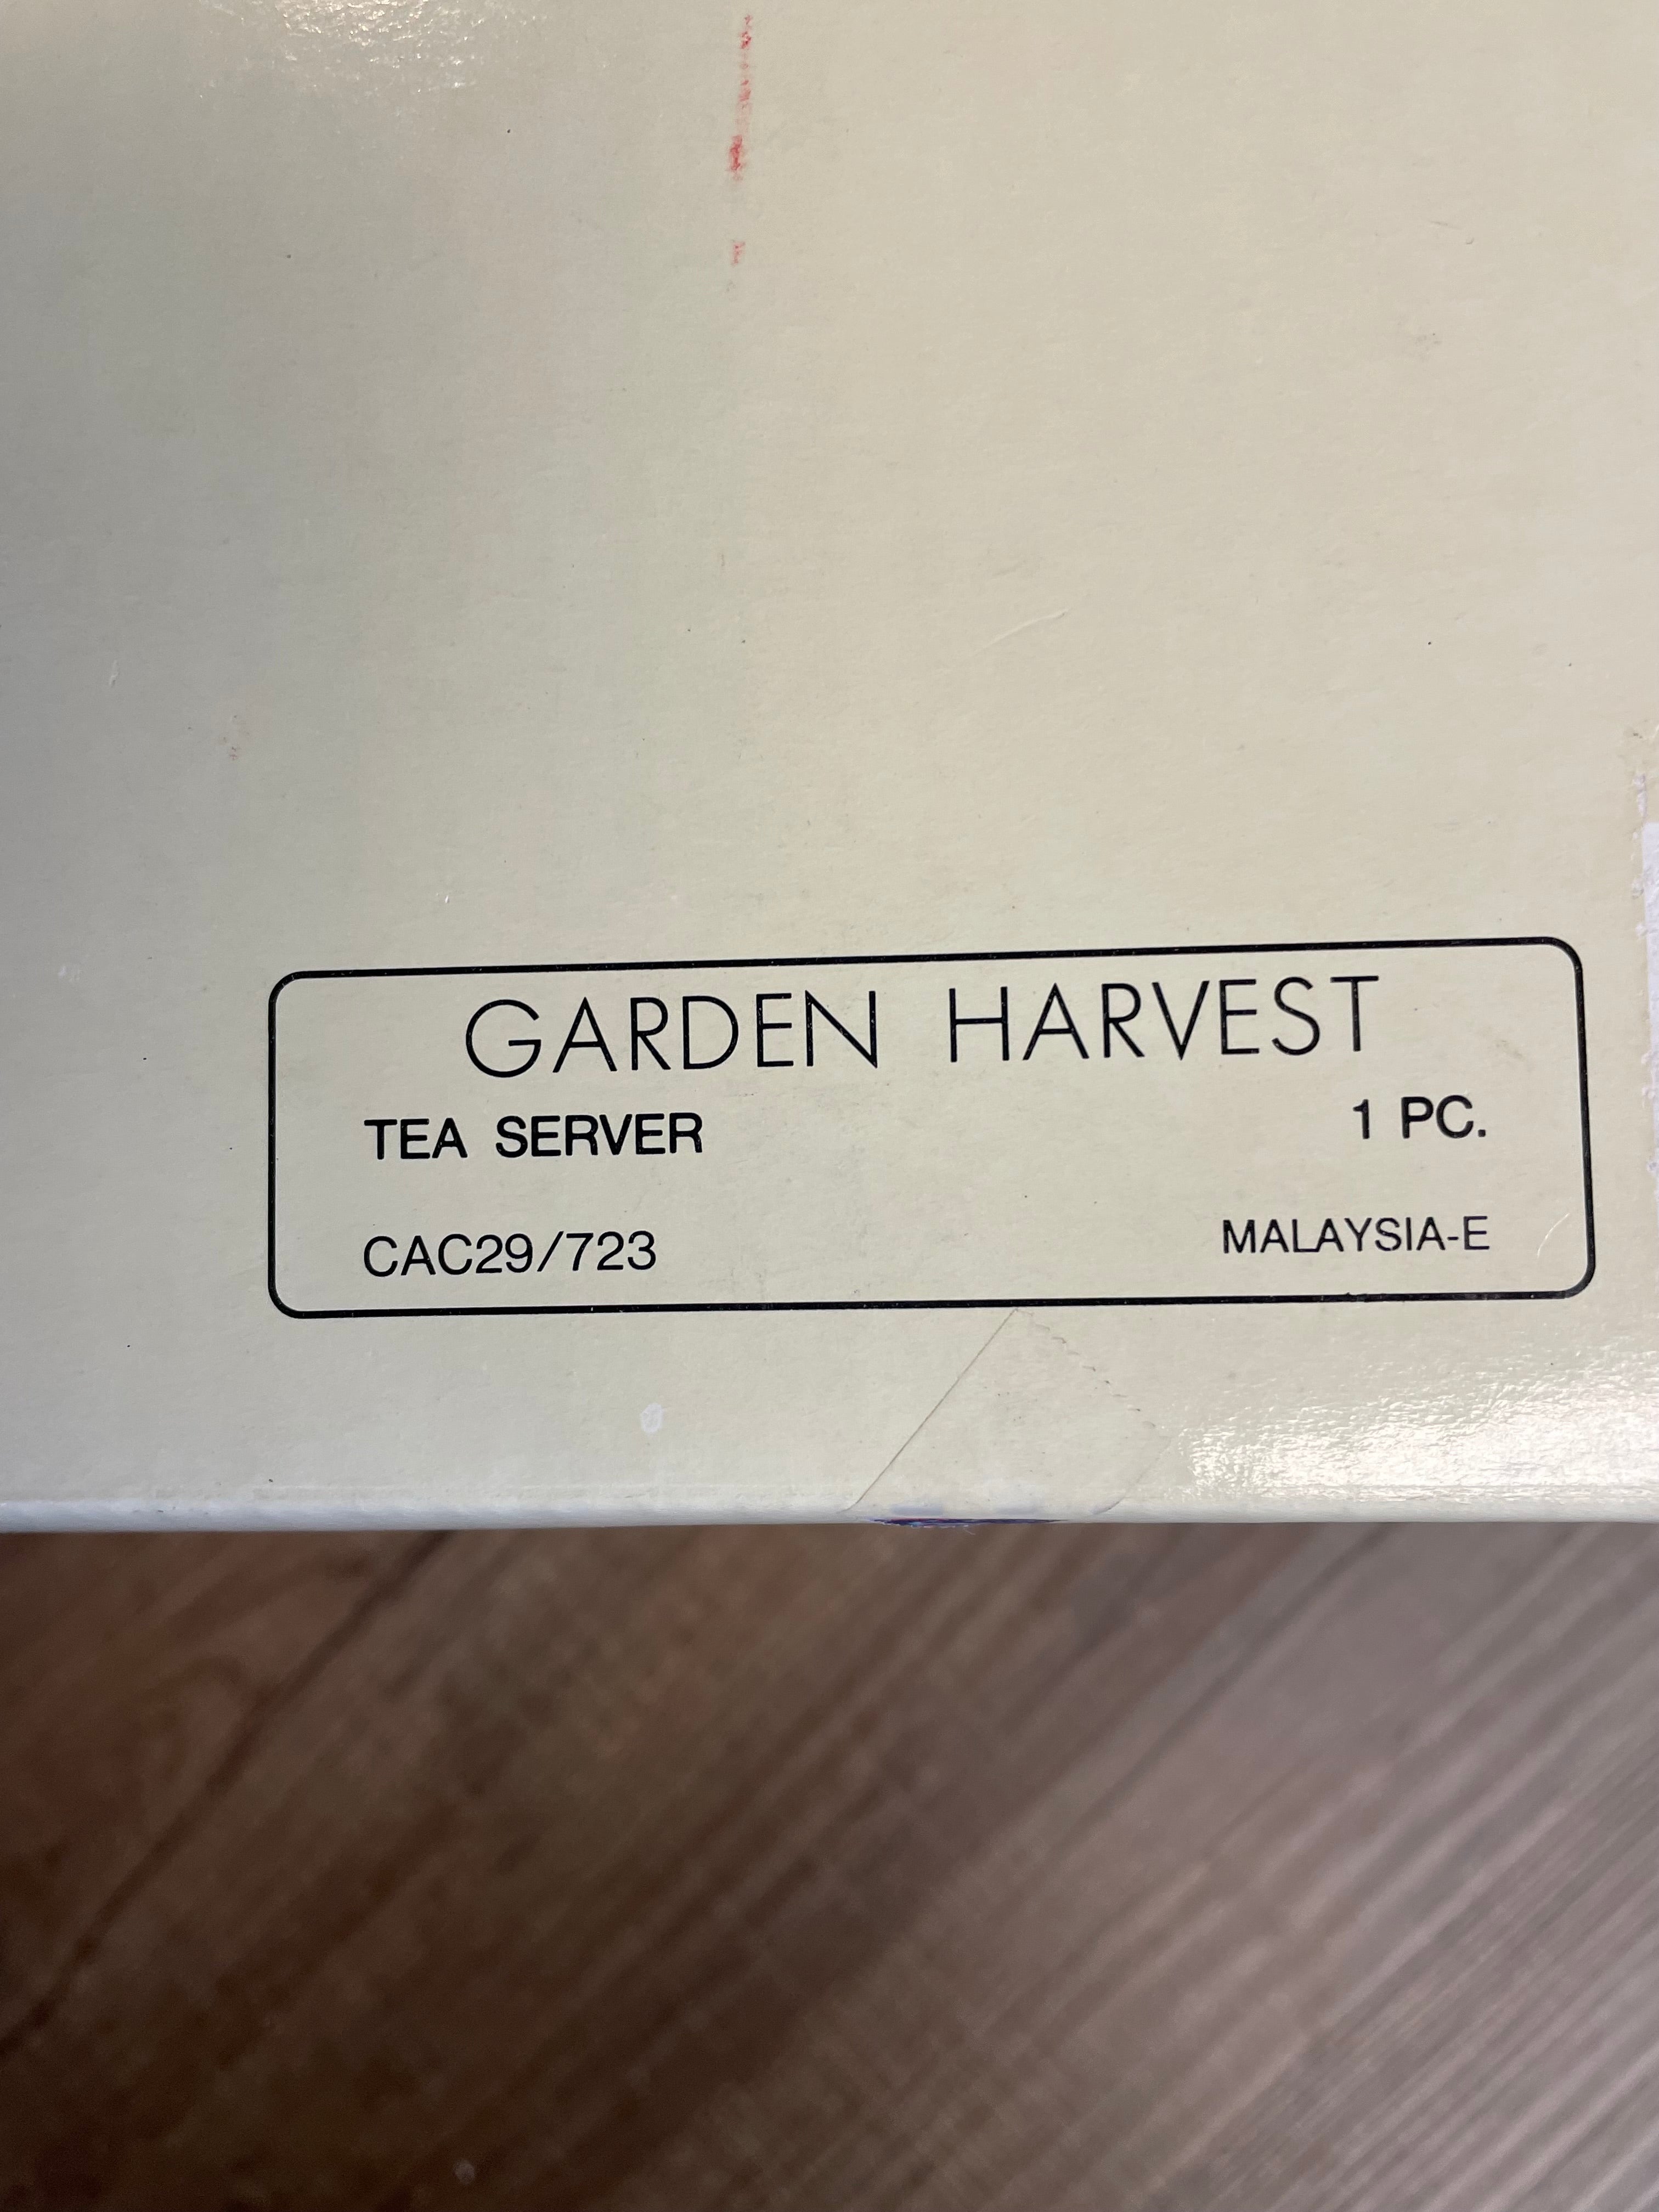 GARDEN HARVEST
TEA SERVER 1 PC.
CAC29/723 MALAYSIA-E